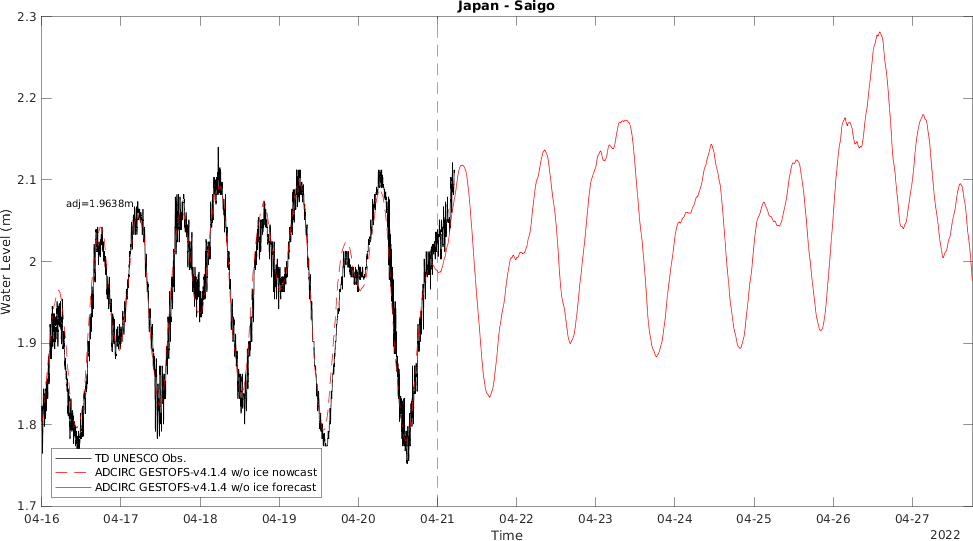 Japan - Saigo
2.3
2.2
2.1
2
1.9
1.8
1.7
Water Level (m)
adj=1.9638m
TD UNESCO Obs.
ADCIRC GESTOFS-v4.1.4 w/o ice nowcast
ADCIRC GESTOFS-v4.1.4 w/o ice forecast
04-16 04-17 04-18 04-19 04-20 04-21 04-22 04-23 04-24 04-25 04-26 04-27
Time
2022